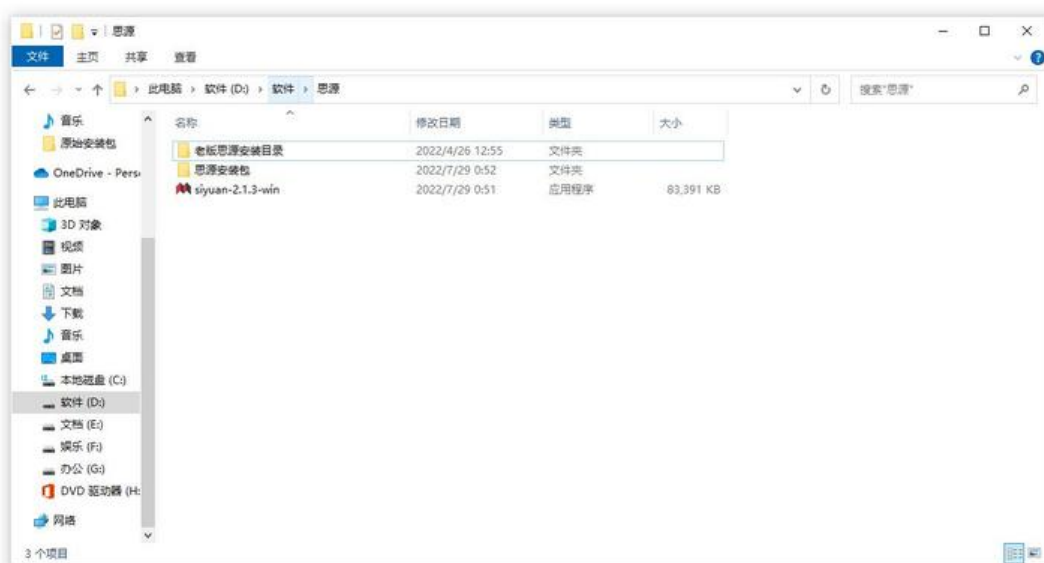 思源
文件 主页 共享 查看
此电脑 › 软件 (D:) › 软件 › 思源
搜索"思源"
名称 修改日期 类型 大小
老版思源安装目录 2022/4/26 12:55 文件夹
思源安装包 2022/7/29 0:52 文件夹
siyuan-2.1.3-win 2022/7/29 0:51 应用程序 83,391 KB
音乐
原始安装包
OneDrive - Pers
此电脑
3D 对象
视频
图片
文档
下载
音乐
桌面
本地磁盘 (C:)
软件 (D:)
文档 (E:)
娱乐 (F:)
办公 (G:)
DVD 驱动器 (H:
网络
3 个项目